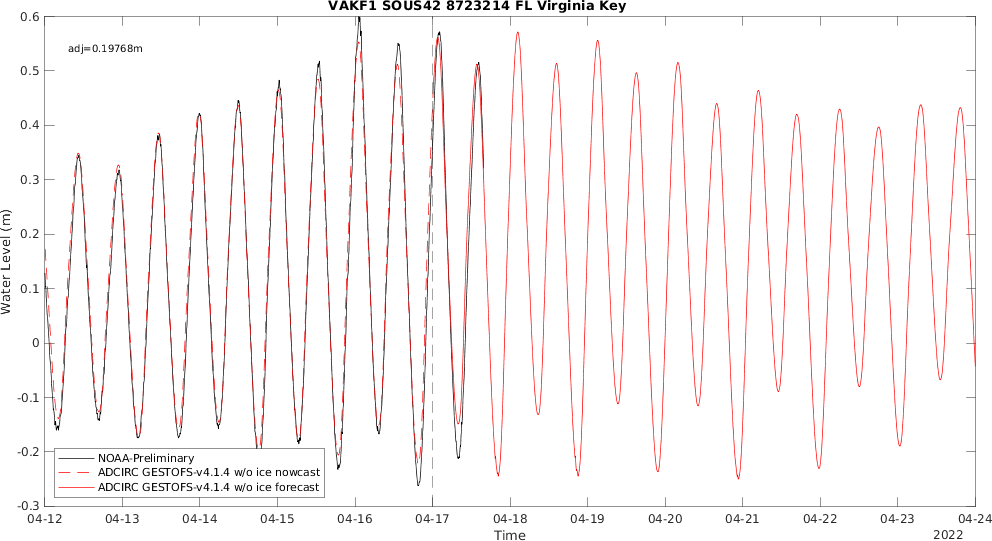 VAKF1 SOUS42 8723214 FL Virginia Key
adj=0.19768m
0.6
0.5
0.4
0.3
0.2
0.1
0
-0.1
-0.2
-0.3
Water Level (m)
NOAA-Preliminary
ADCIRC GESTOFS-v4.1.4 w/o ice nowcast
ADCIRC GESTOFS-v4.1.4 w/o ice forecast
04-12 04-13 04-14 04-15 04-16 04-17 04-18 04-19 04-20 04-21 04-22 04-23 04-24
Time
2022